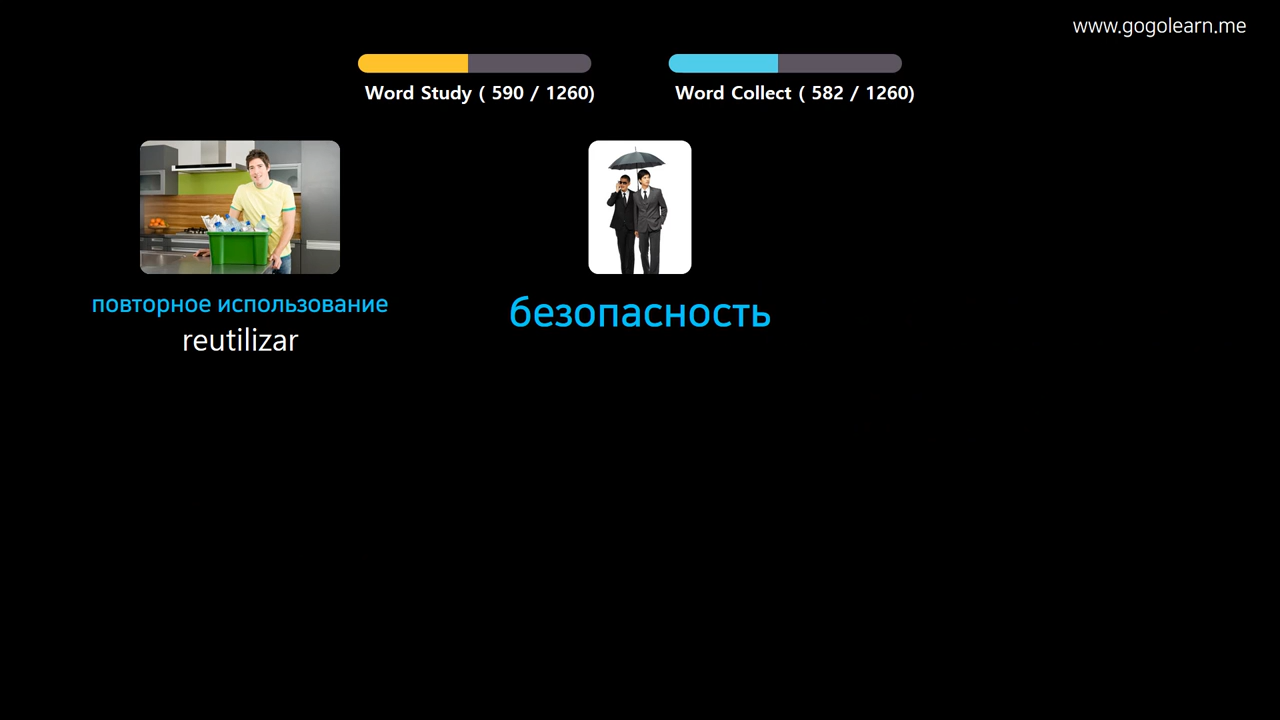 www.gogolearn.me
Word Study ( 590 / 1260)
Word Collect ( 582 / 1260)
повторное использование
reutilizar
безопасность